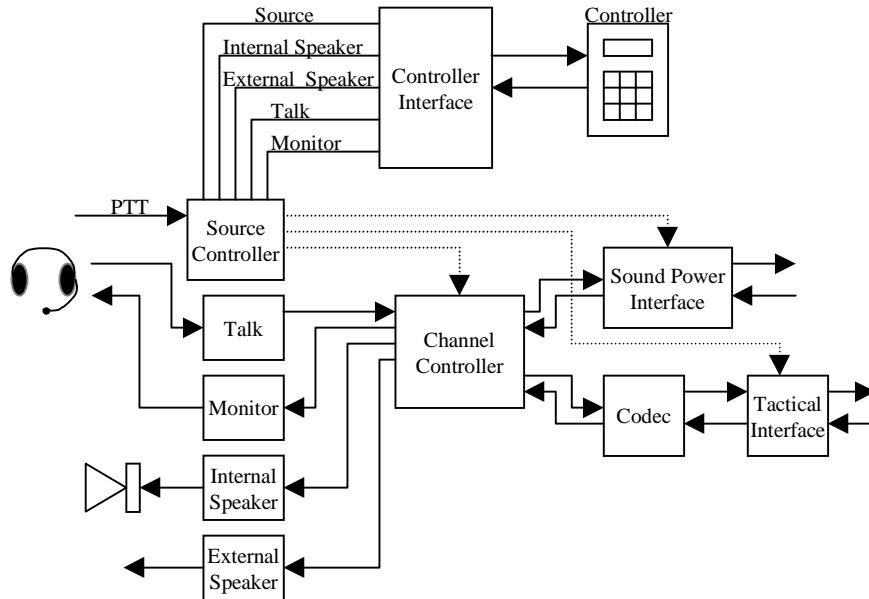 Source
Controller
Internal Speaker
External Speaker
Controller
Interface
Talk
Monitor
PTT
Source
Controller
Sound Power
Interface
Talk
Channel
Controller
Monitor
Codec
Tactical
Interface
Internal
Speaker
External
Speaker